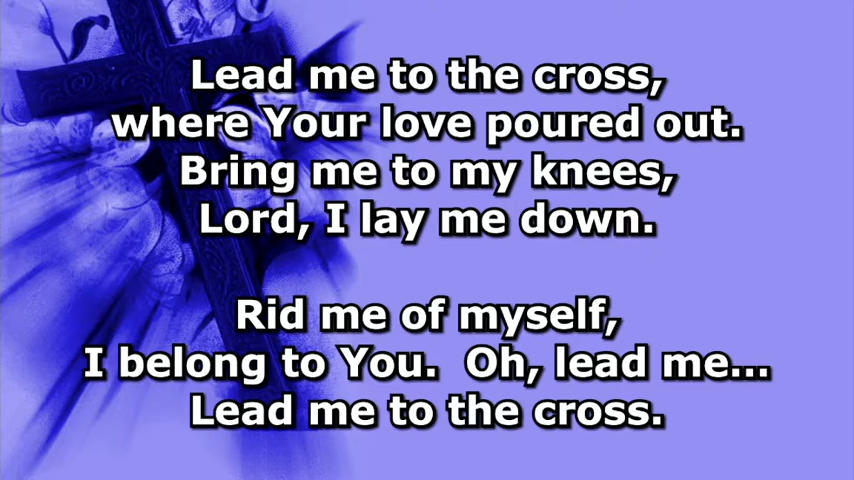 Lead me to the cross,
where Your love poured out.
Bring me to my knees,
Lord, I lay me down.
Rid me of myself,
I belong to You.  Oh, lead me...
Lead me to the cross.